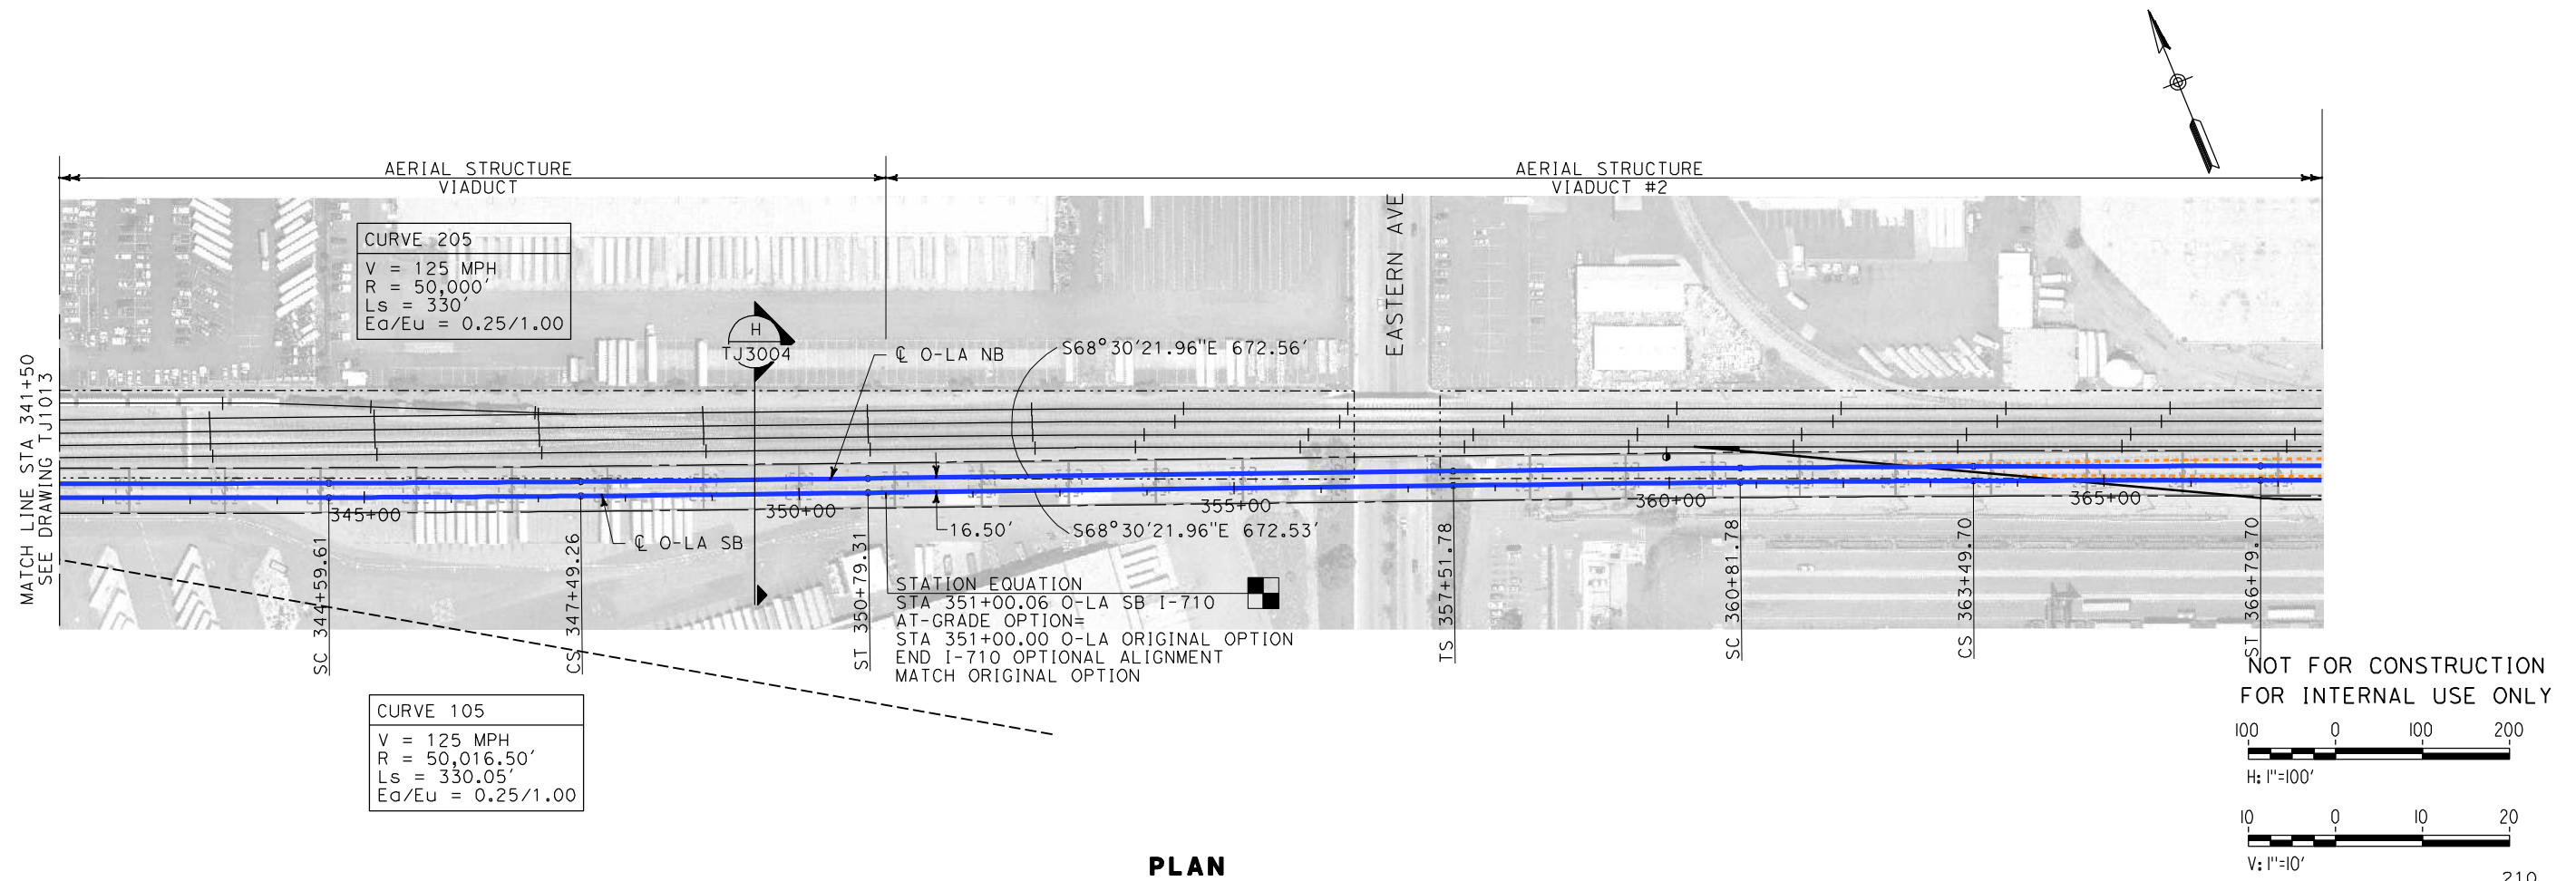 AERIAL STRUCTURE
VIADUCT
AERIAL STRUCTURE
VIADUCT #2
CURVE 205
V = 125 MPH
R = 50,000′
Ls = 330′
Ea/Eu = 0.25/1.00
EASTERN AVE
H
TJ3004
℄ O-LA NB
S68°30′21.96"E 672.56′
MATCH LINE STA 341+50
SEE DRAWING TJ1013
345+00
350+00
355+00
360+00
365+00
℄ O-LA SB
16.50′
S68°30′21.96"E 672.53′
SC 344+59.61
CS 347+49.26
ST 350+79.31
TS 357+51.78
SC 360+81.78
CS 363+49.70
ST 366+79.70
STATION EQUATION
STA 351+00.06 O-LA SB I-710
AT-GRADE OPTION=
STA 351+00.00 O-LA ORIGINAL OPTION
END I-710 OPTIONAL ALIGNMENT
MATCH ORIGINAL OPTION
CURVE 105
V = 125 MPH
R = 50,016.50′
Ls = 330.05′
Ea/Eu = 0.25/1.00
NOT FOR CONSTRUCTION
FOR INTERNAL USE ONLY
100 0 100 200
H: 1"=100′
10 0 10 20
V: 1"=10′
PLAN
210